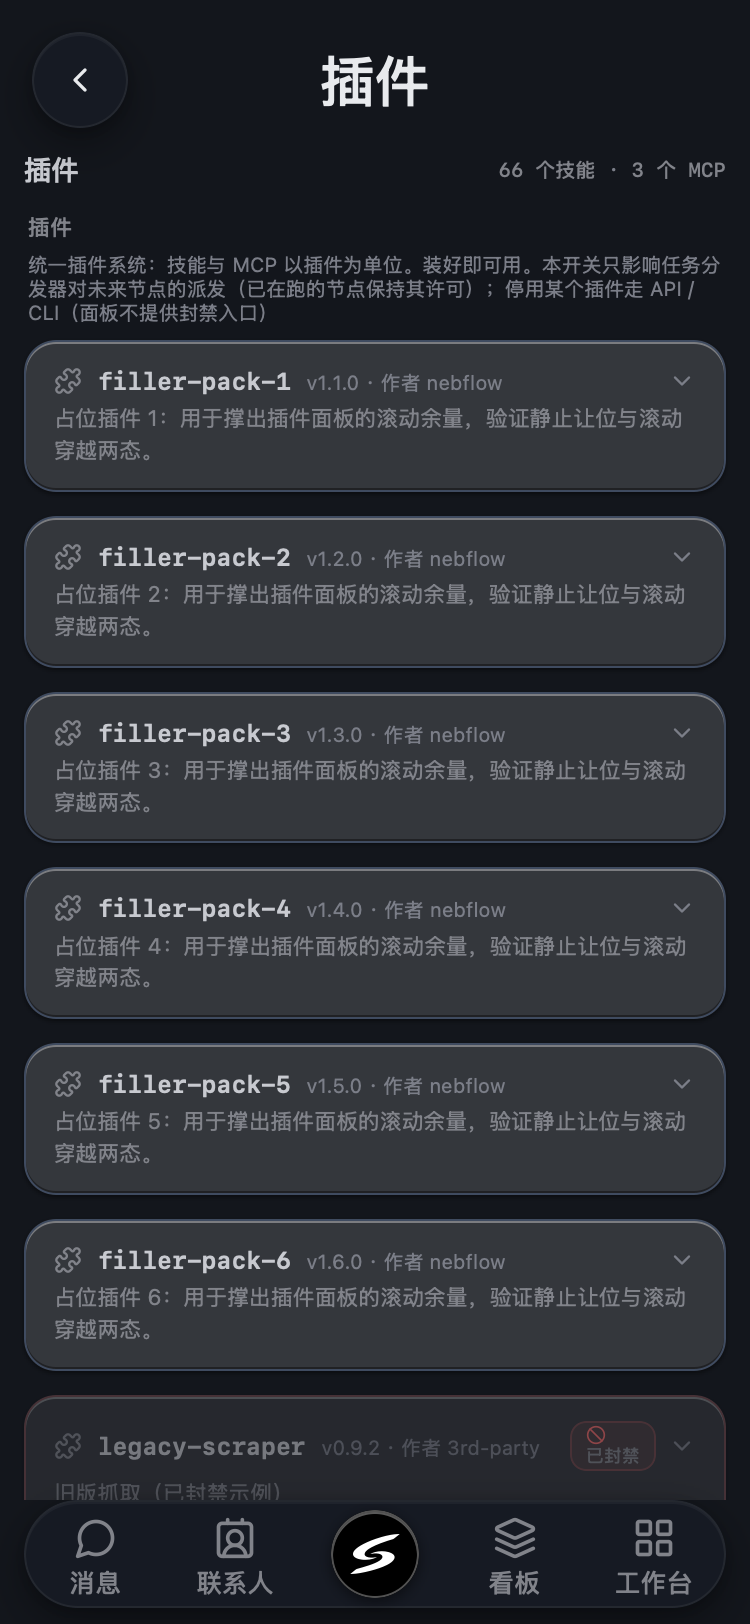 插件
插件
66 个技能 · 3 个 MCP
插件
统一插件系统：技能与 MCP 以插件为单位。装好即可用。本开关只影响任务分
发器对未来节点的派发（已在跑的节点保持其许可）；停用某个插件走 API /
CLI（面板不提供封禁入口）
filler-pack-1 v1.1.0 · 作者 nebflow
占位插件 1：用于撑出插件面板的滚动余量，验证静止让位与滚动
穿越两态。
filler-pack-2 v1.2.0 · 作者 nebflow
占位插件 2：用于撑出插件面板的滚动余量，验证静止让位与滚动
穿越两态。
filler-pack-3 v1.3.0 · 作者 nebflow
占位插件 3：用于撑出插件面板的滚动余量，验证静止让位与滚动
穿越两态。
filler-pack-4 v1.4.0 · 作者 nebflow
占位插件 4：用于撑出插件面板的滚动余量，验证静止让位与滚动
穿越两态。
filler-pack-5 v1.5.0 · 作者 nebflow
占位插件 5：用于撑出插件面板的滚动余量，验证静止让位与滚动
穿越两态。
filler-pack-6 v1.6.0 · 作者 nebflow
占位插件 6：用于撑出插件面板的滚动余量，验证静止让位与滚动
穿越两态。
legacy-scraper v0.9.2 · 作者 3rd-party
已封禁
旧版抓取（已封禁示例）
消息
联系人
看板
工作台